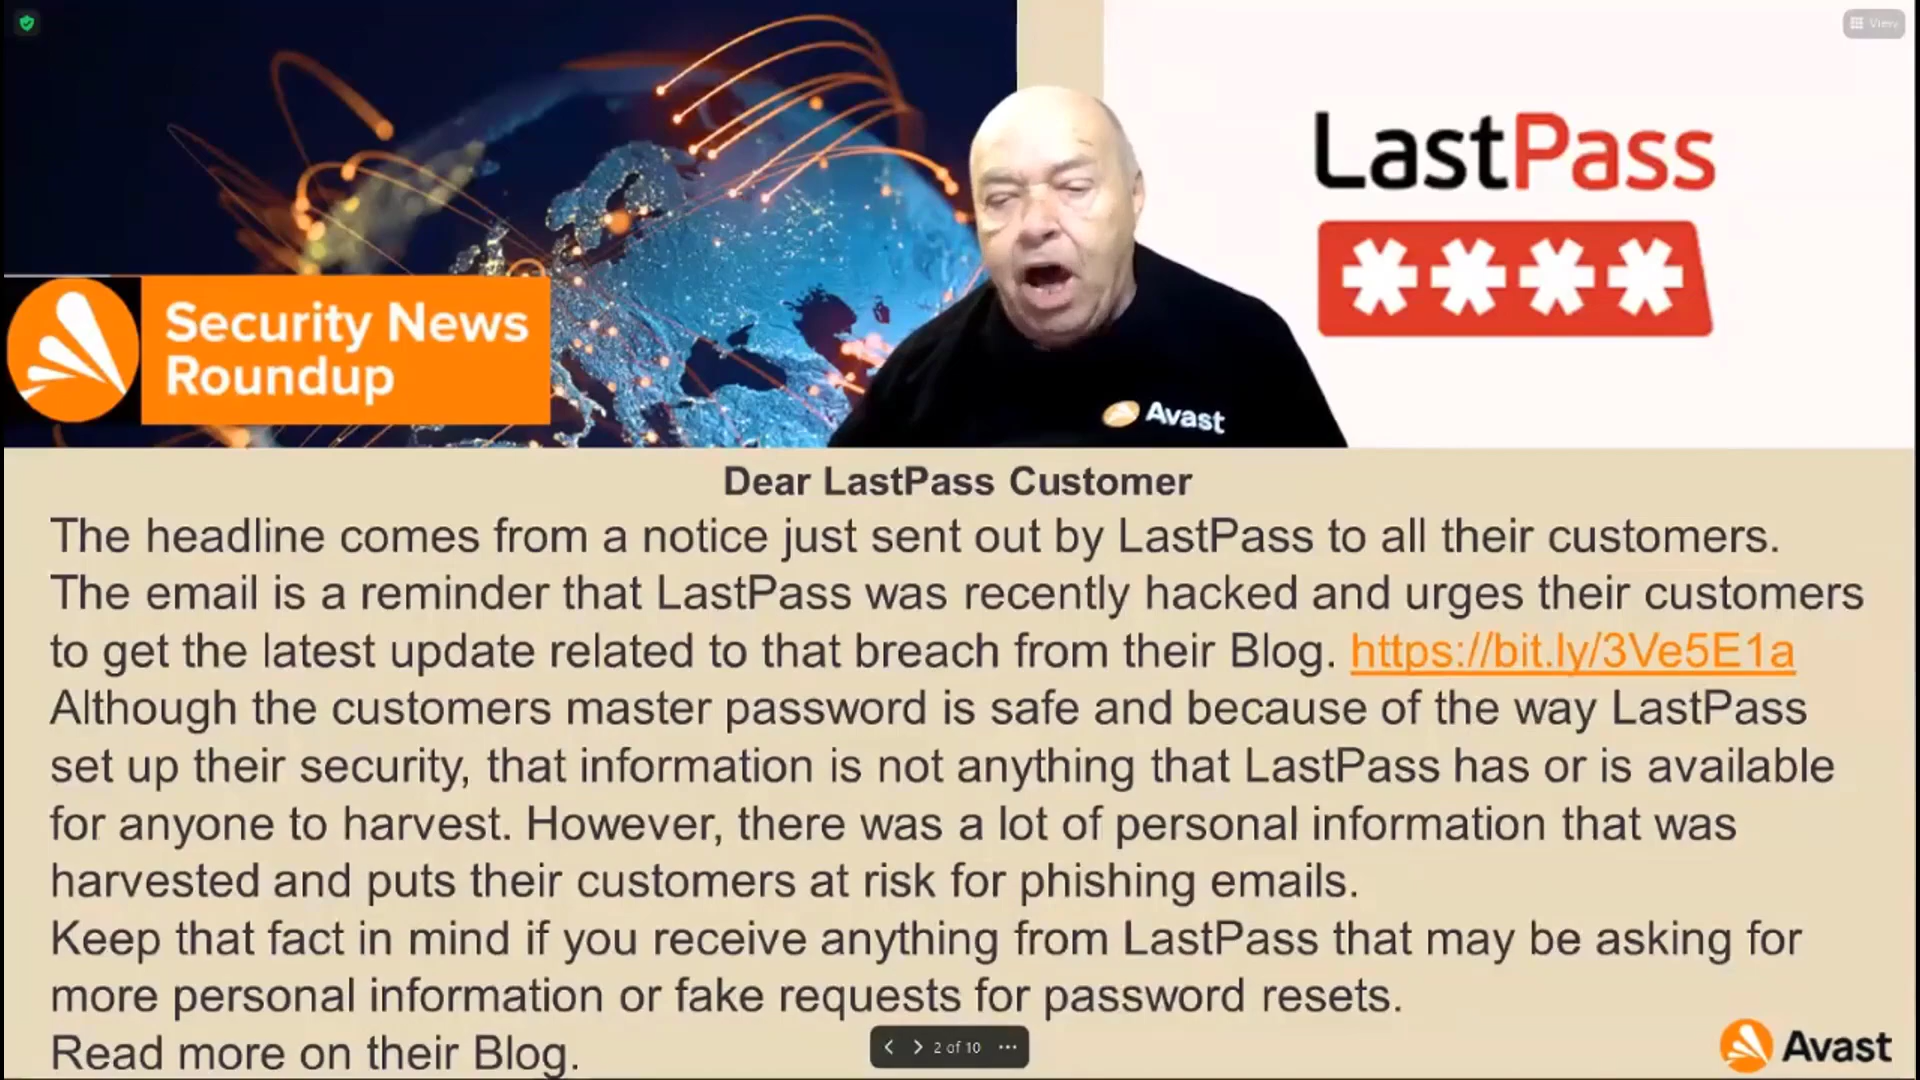 View
LastPass
****
Security News
Roundup
Avast
Dear LastPass Customer
The headline comes from a notice just sent out by LastPass to all their customers.
The email is a reminder that LastPass was recently hacked and urges their customers
to get the latest update related to that breach from their Blog. https://bit.ly/3Ve5E1a
Although the customers master password is safe and because of the way LastPass
set up their security, that information is not anything that LastPass has or is available
for anyone to harvest. However, there was a lot of personal information that was
harvested and puts their customers at risk for phishing emails.
Keep that fact in mind if you receive anything from LastPass that may be asking for
more personal information or fake requests for password resets.
Read more on their Blog.
2 of 10
Avast